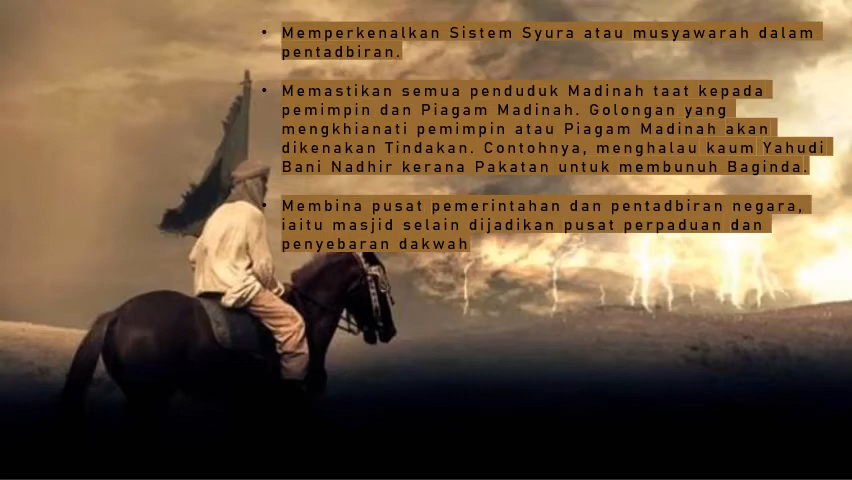 • Memperkenalkan Sistem Syura atau musyawarah dalam
pentadbiran.
• Memastikan semua penduduk Madinah taat kepada
pemimpin dan Piagam Madinah. Golongan yang
mengkhianati pemimpin atau Piagam Madinah akan
dikenakan Tindakan. Contohnya, menghalau kaum Yahudi
Bani Nadhir kerana Pakatan untuk membunuh Baginda.
• Membina pusat pemerintahan dan pentadbiran negara,
iaitu masjid selain dijadikan pusat perpaduan dan
penyebaran dakwah